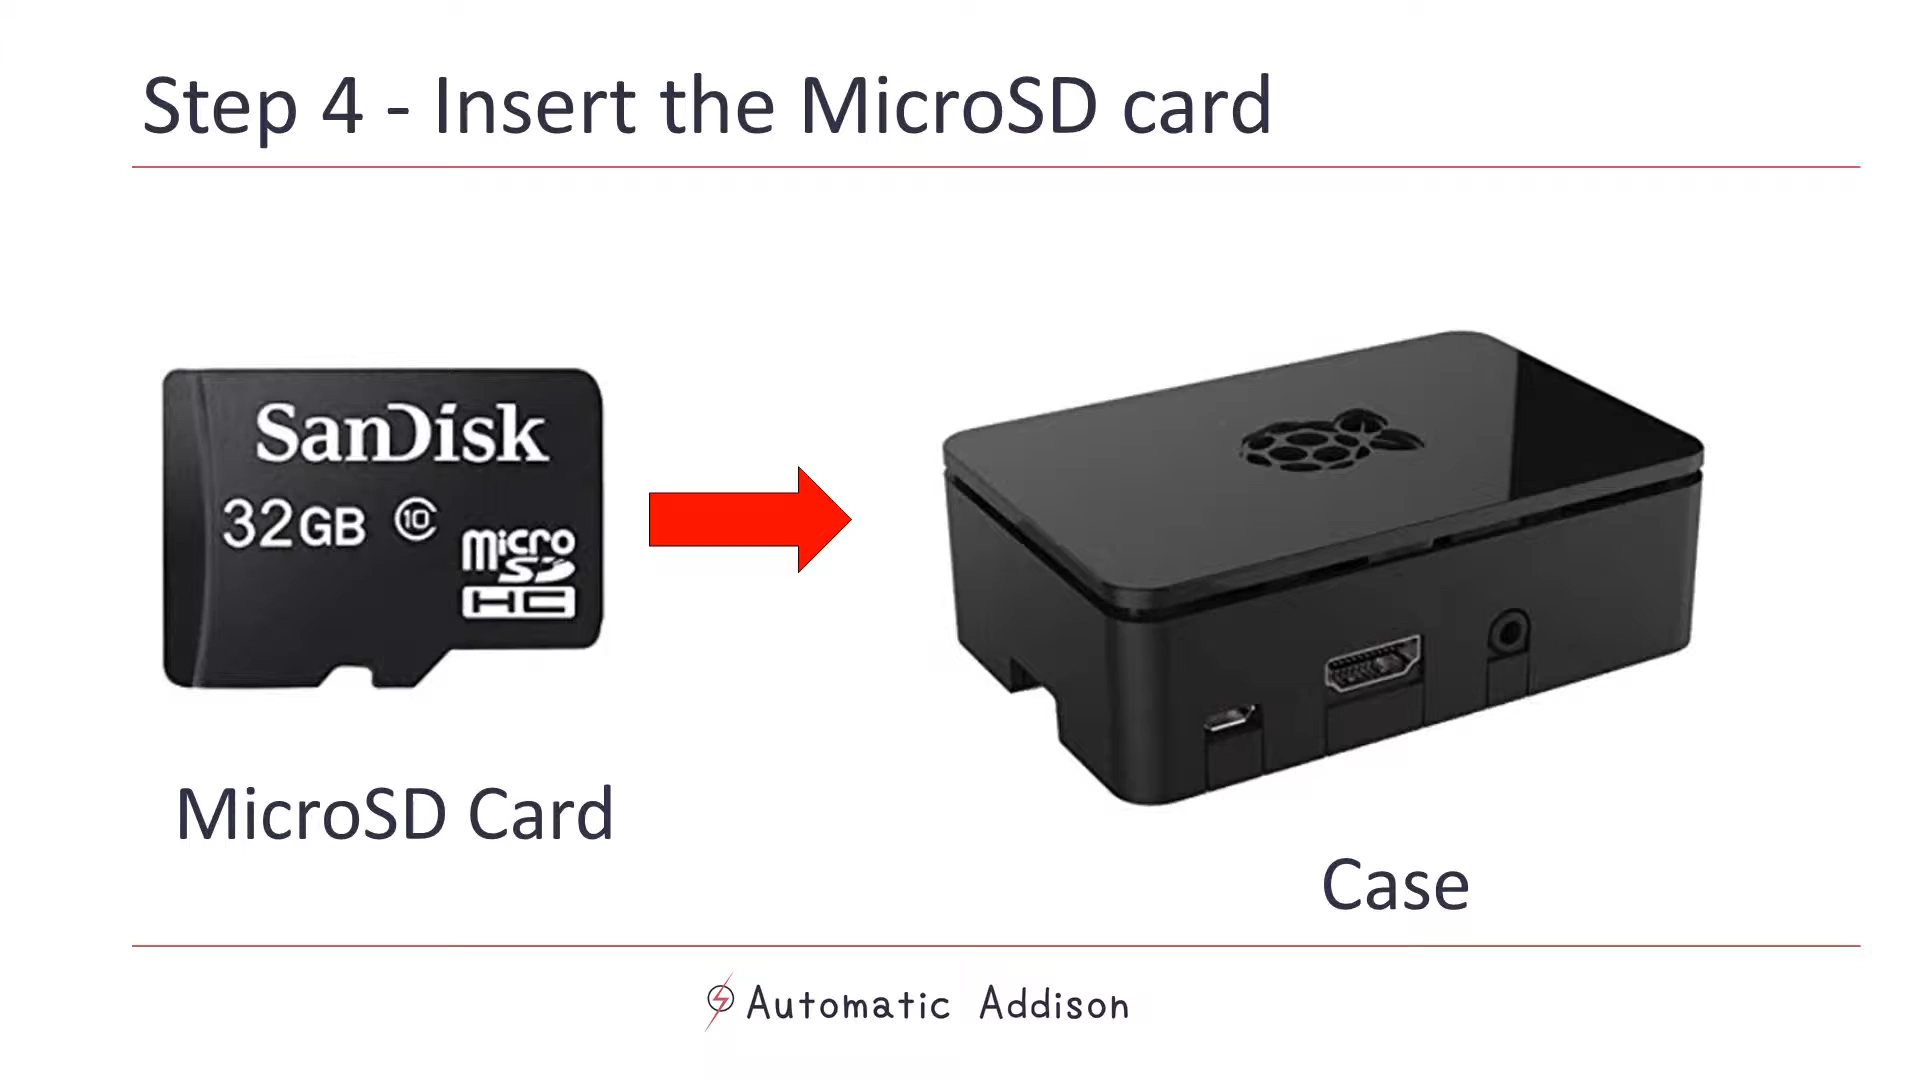 Step 4 - Insert the MicroSD card
SanDisk
32GB 10
micro
SD
HC
MicroSD Card
Case
Automatic Addison